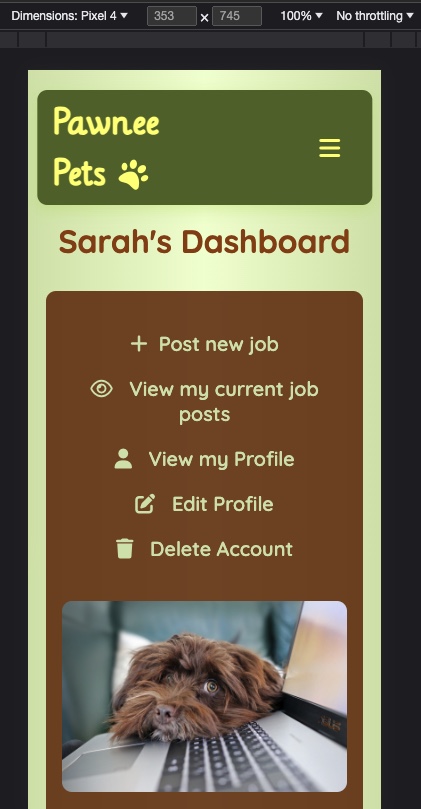 Dimensions: Pixel 4 353 x 745 100% No throttling
Pawnee
Pets
Sarah's Dashboard
Post new job
View my current job
posts
View my Profile
Edit Profile
Delete Account